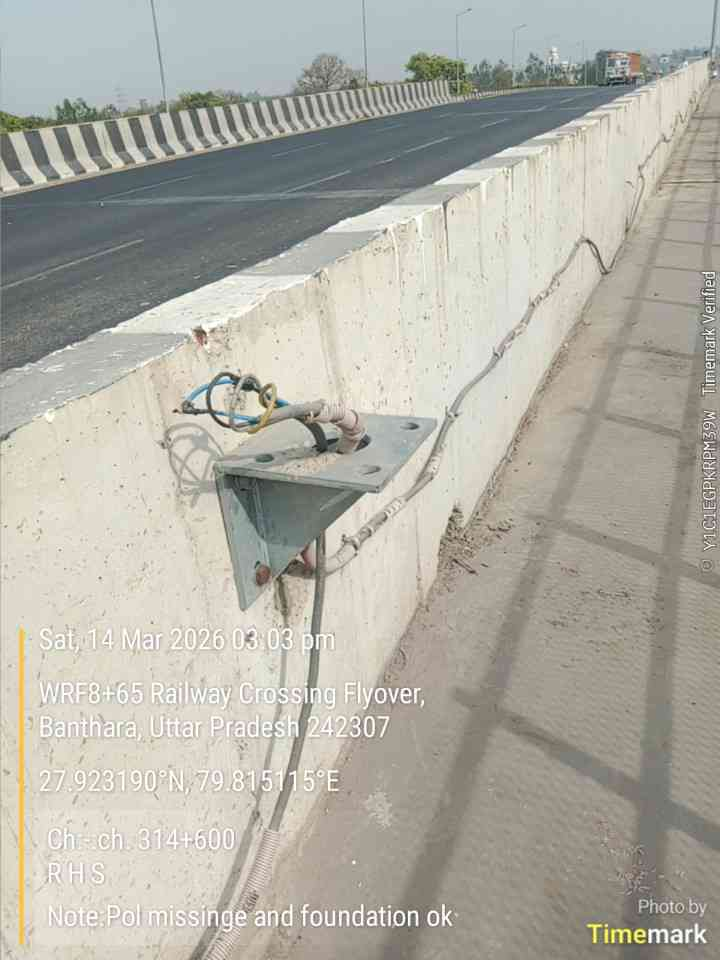 Sat, 14 Mar 2026 03:03 pm
WRF8+65 Railway Crossing Flyover,
Banthara, Uttar Pradesh 242307
27.923190°N, 79.815115°E
Ch:-:ch. 314+600
R H S
Note:Pol missinge and foundation ok
Photo by
Timemark
© Y1C1EGPKRPM39W Timemark Verified